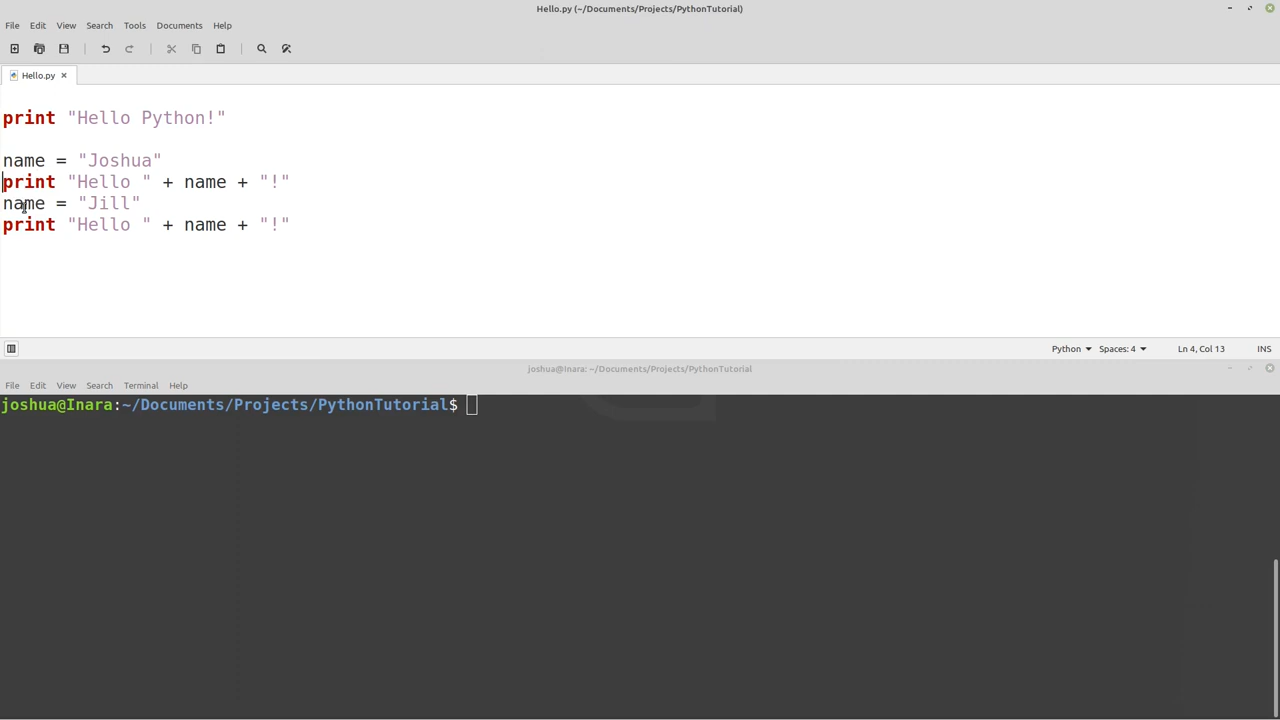 Hello.py (~/Documents/Projects/PythonTutorial)
File Edit View Search Tools Documents Help
Hello.py
print "Hello Python!"
name = "Joshua"
print "Hello " + name + "!"
name = "Jill"
print "Hello " + name + "!"
Python Spaces: 4 Ln 4, Col 13 INS
joshua@Inara: ~/Documents/Projects/PythonTutorial
File Edit View Search Terminal Help
joshua@Inara:~/Documents/Projects/PythonTutorial$